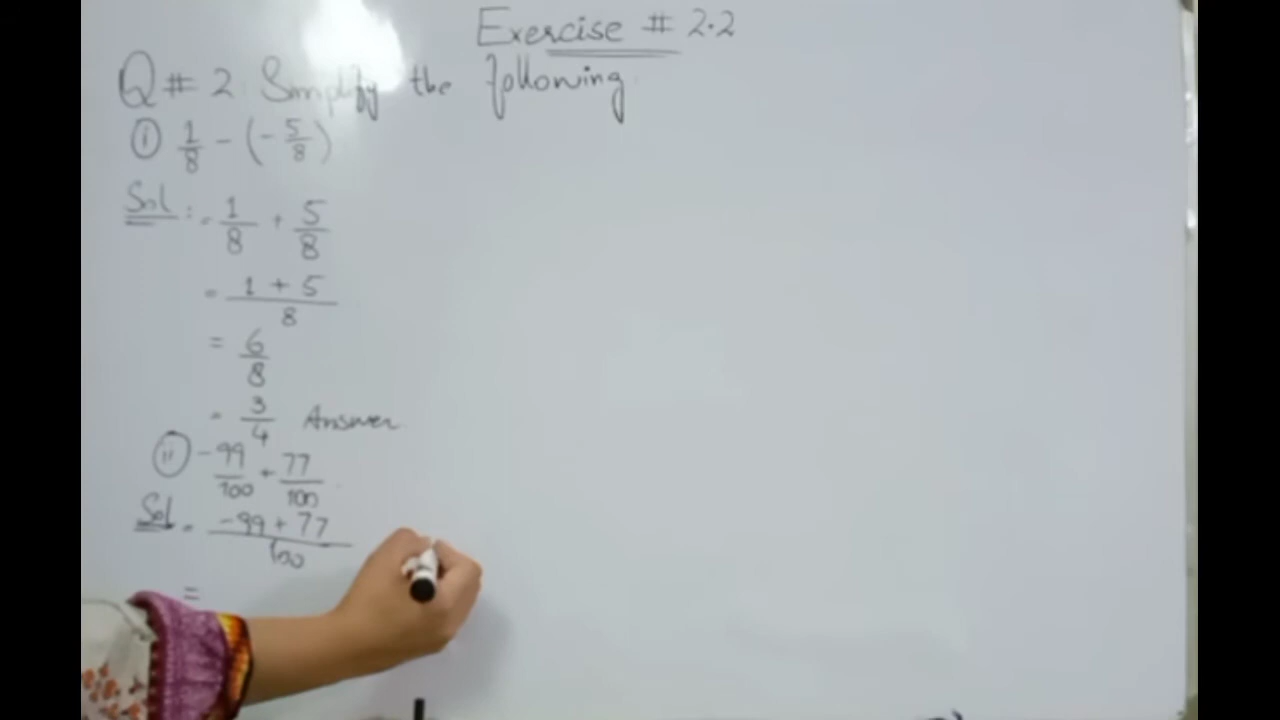 Exercise # 2.2
Q # 2 : Simplify the following
(i) 1/8 - (-5/8)
Sol : = 1/8 + 5/8
= 1 + 5 / 8
= 6/8
= 3/4 Answer.
(ii) -99/100 + 77/100
Sol = -99 + 77 / 100
=